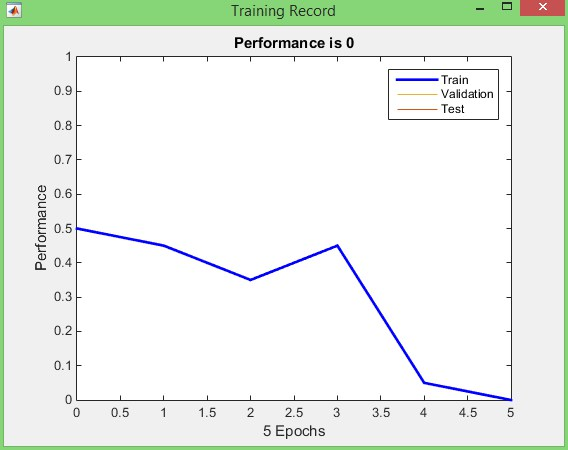 Training Record
Performance is 0
Train
Validation
Test
1
0.9
0.8
0.7
0.6
0.5
0.4
0.3
0.2
0.1
0
Performance
0 0.5 1 1.5 2 2.5 3 3.5 4 4.5 5
5 Epochs